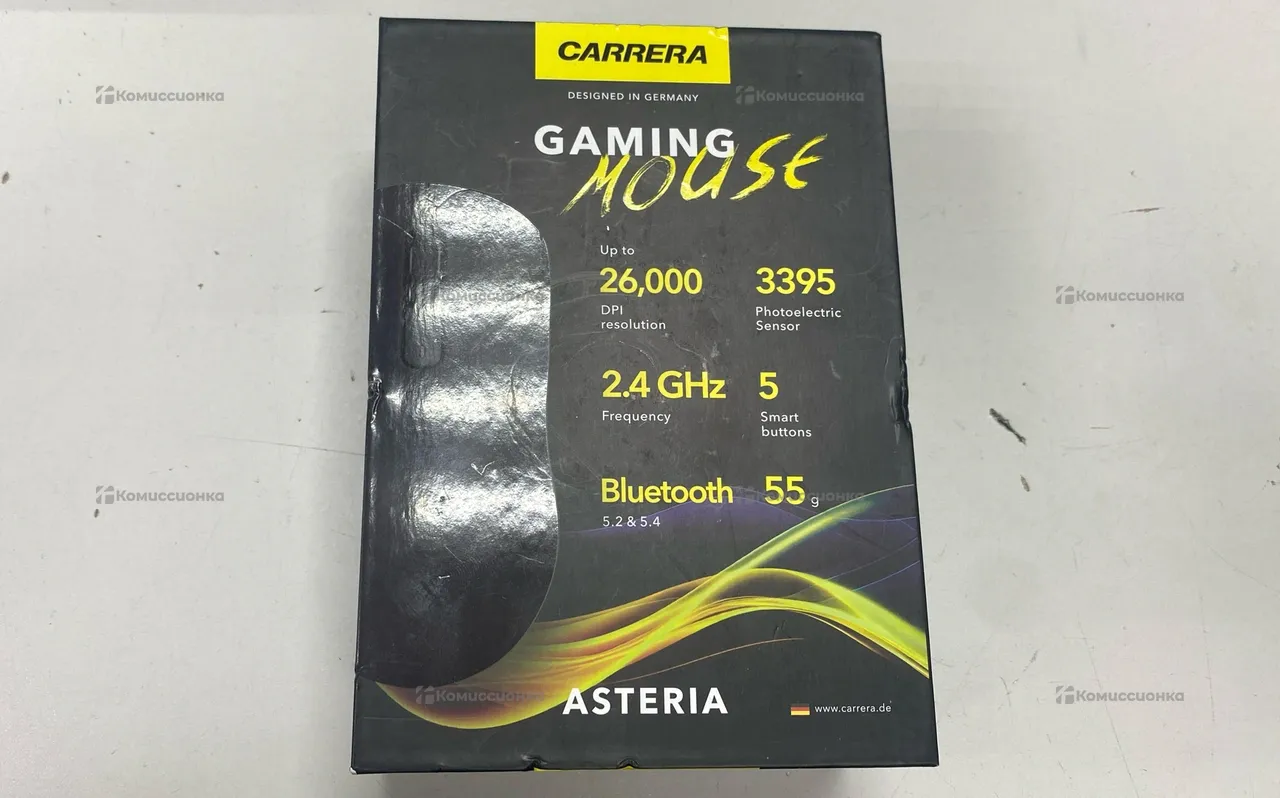 CARRERA
DESIGNED IN GERMANY
GAMING
MOUSE
Up to
26,000
DPI
resolution
3395
Photoelectric
Sensor
2.4 GHz
Frequency
5
Smart
buttons
Bluetooth
5.2 & 5.4
55 g
ASTERIA
www.carrera.de
Комиссионка
Комиссионка
Комиссионка
Комиссионка
Комиссионка
Комиссионка
Комиссионка
Комиссионка